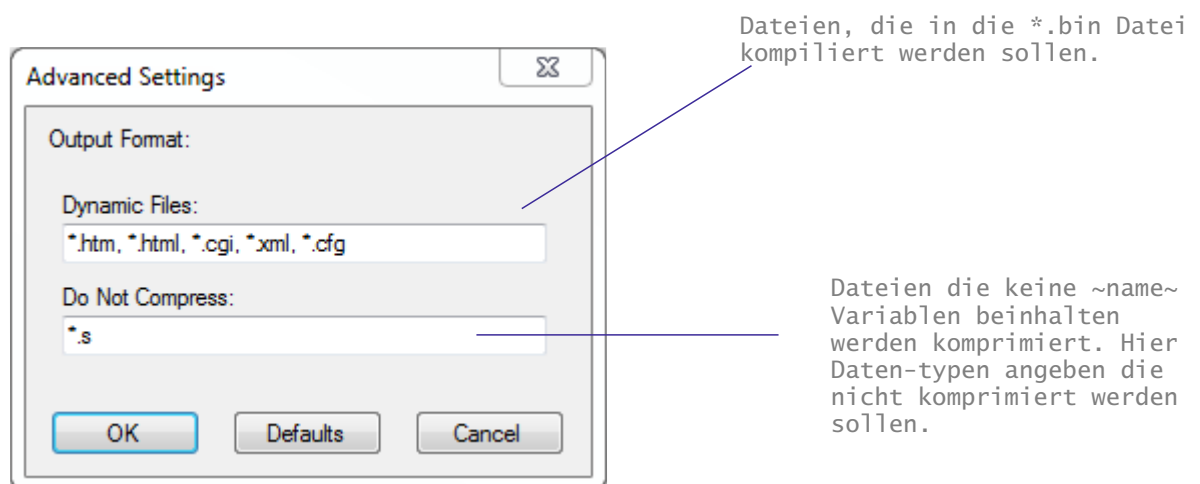 Dateien, die in die *.bin Datei
kompiliert werden sollen.
Advanced Settings
Output Format:
Dynamic Files:
*.htm, *.html, *.cgi, *.xml, *.cfg
Do Not Compress:
*.s
OK
Defaults
Cancel
Dateien die keine ~name~
Variablen beinhalten
werden komprimiert. Hier
Daten-typen angeben die
nicht komprimiert werden
sollen.